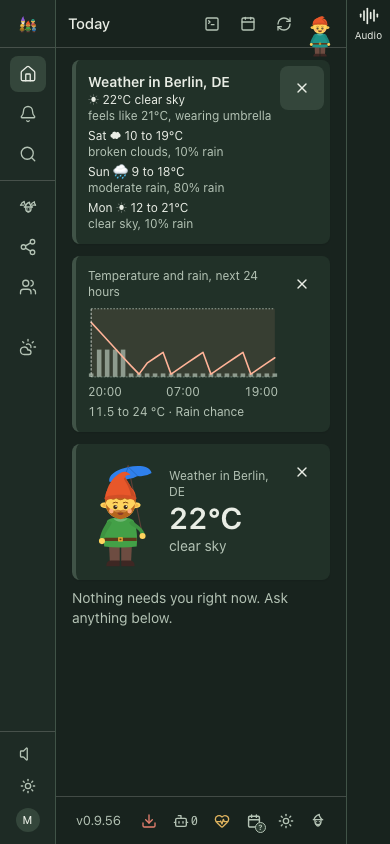 Today
Audio
Weather in Berlin, DE
22°C clear sky
feels like 21°C, wearing umbrella
Sat 10 to 19°C
broken clouds, 10% rain
Sun 9 to 18°C
moderate rain, 80% rain
Mon 12 to 21°C
clear sky, 10% rain
Temperature and rain, next 24
hours
20:00 07:00 19:00
11.5 to 24 °C · Rain chance
Weather in Berlin,
DE
22°C
clear sky
Nothing needs you right now. Ask
anything below.
M
v0.9.56
0
?